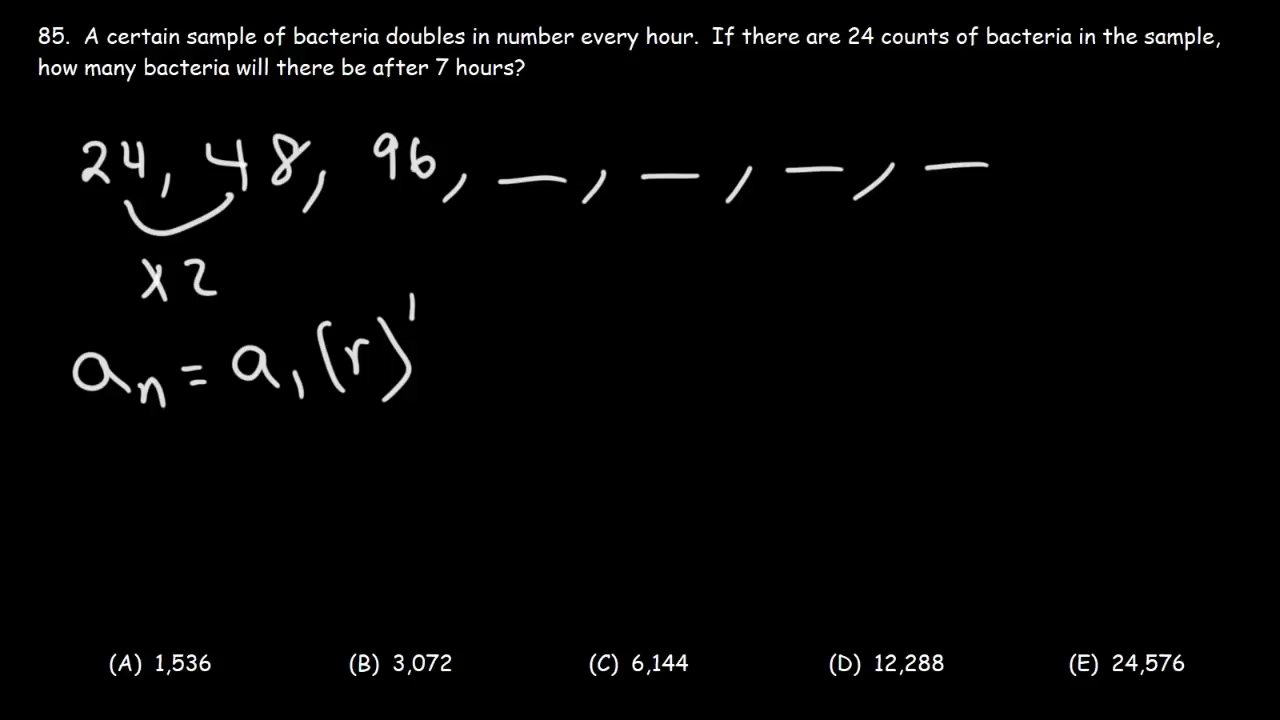 85. A certain sample of bacteria doubles in number every hour. If there are 24 counts of bacteria in the sample,
how many bacteria will there be after 7 hours?
24, 48, 96, _, _, _, _
x2
aₙ = a₁(r)'
(A) 1,536 (B) 3,072 (C) 6,144 (D) 12,288 (E) 24,576